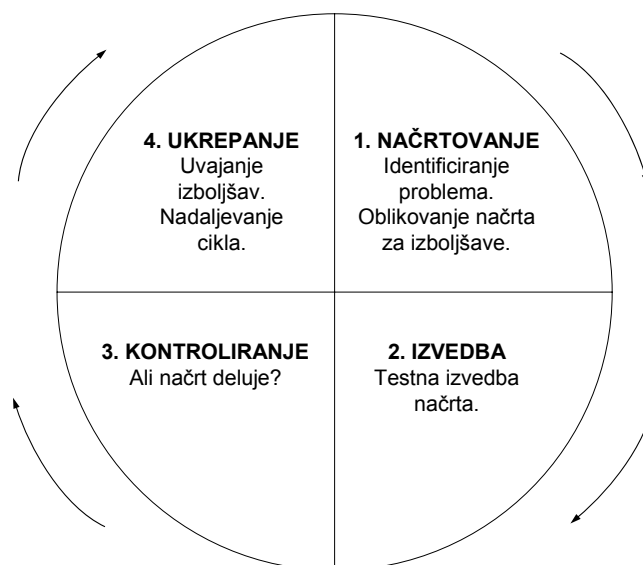 4. UKREPANJE
Uvajanje
izboljšav.
Nadaljevanje
cikla.
1. NAČRTOVANJE
Identificiranje
problema.
Oblikovanje načrta
za izboljšave.
3. KONTROLIRANJE
Ali načrt deluje?
2. IZVEDBA
Testna izvedba
načrta.